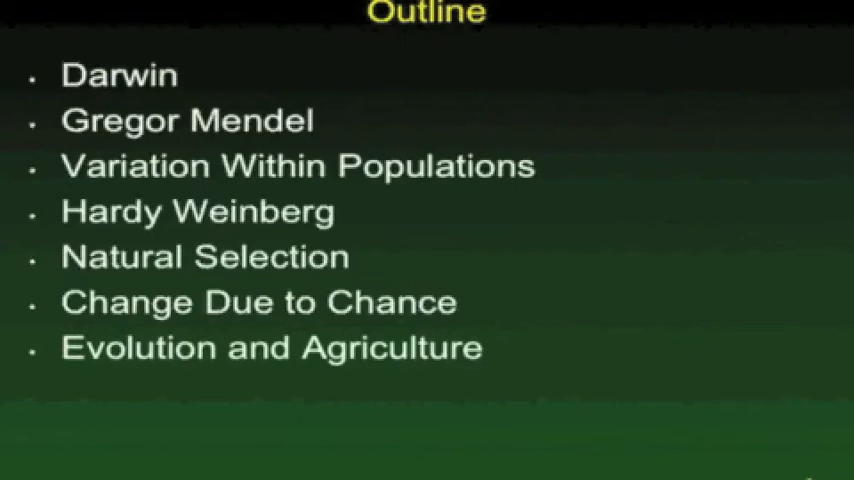 Outline
· Darwin
· Gregor Mendel
· Variation Within Populations
· Hardy Weinberg
· Natural Selection
· Change Due to Chance
· Evolution and Agriculture